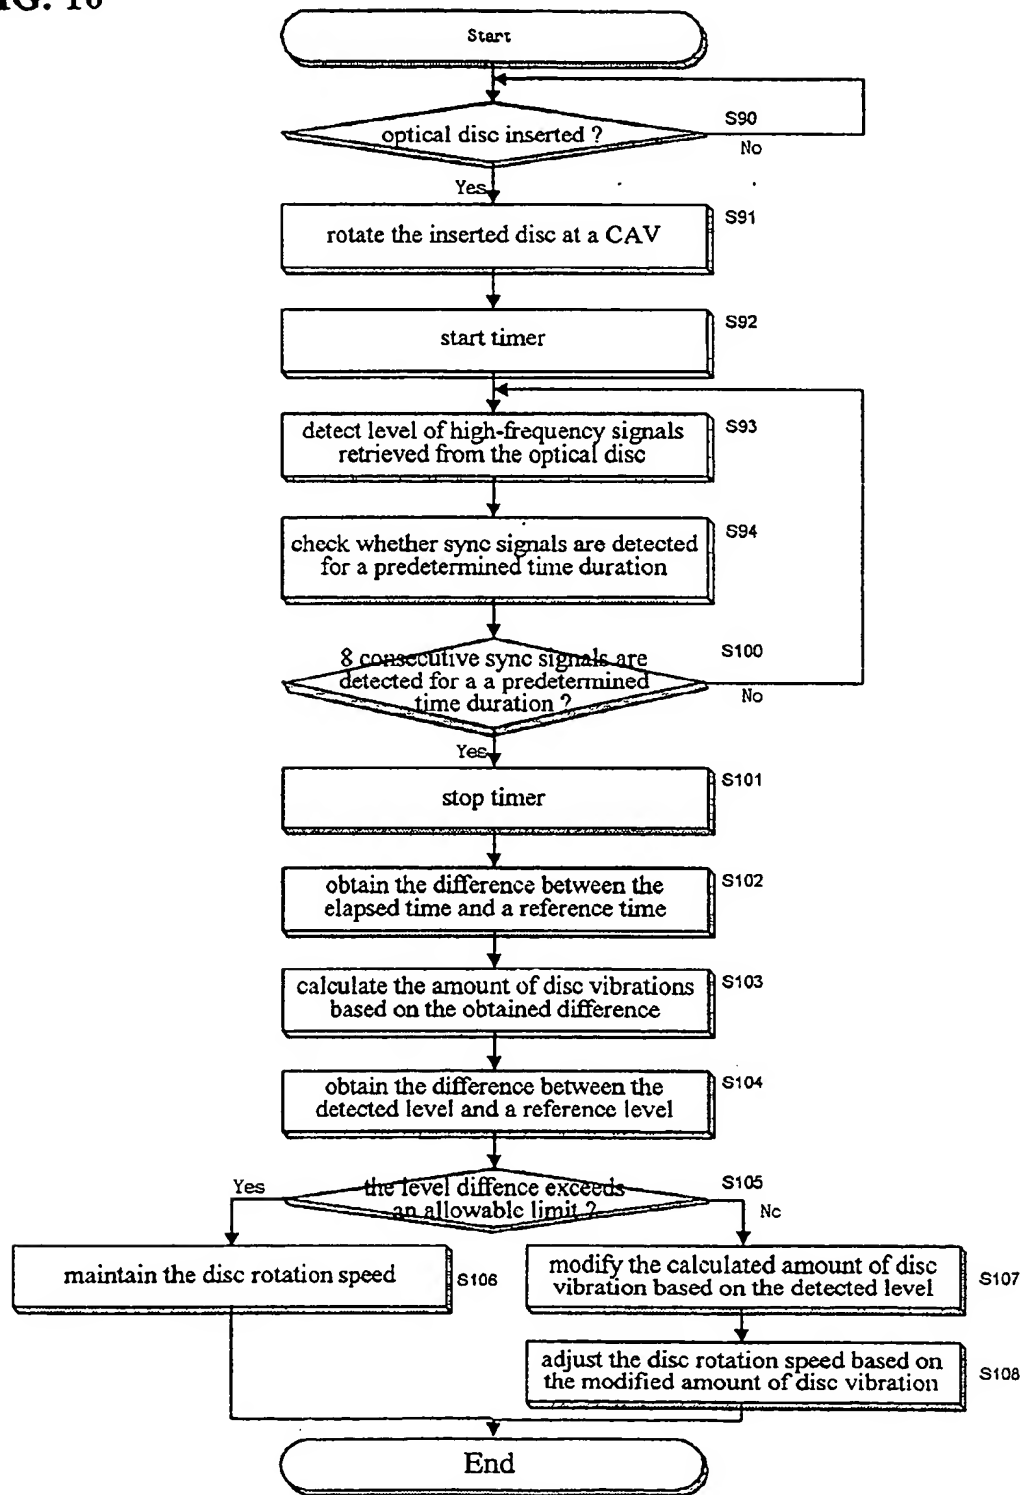 Start
S90
optical disc inserted ?
No
Yes
S91
rotate the inserted disc at a CAV
S92
start timer
S93
detect level of high-frequency signals
retrieved from the optical disc
S94
check whether sync signals are detected
for a predetermined time duration
S100
8 consecutive sync signals are
detected for a a predetermined
time duration ?
No
Yes
S101
stop timer
S102
obtain the difference between the
elapsed time and a reference time
S103
calculate the amount of disc vibrations
based on the obtained difference
S104
obtain the difference between the
detected level and a reference level
S105
the level diffence exceeds
an allowable limit ?
Yes
No
maintain the disc rotation speed
S106
modify the calculated amount of disc
vibration based on the detected level
S107
adjust the disc rotation speed based on
the modified amount of disc vibration
S108
End